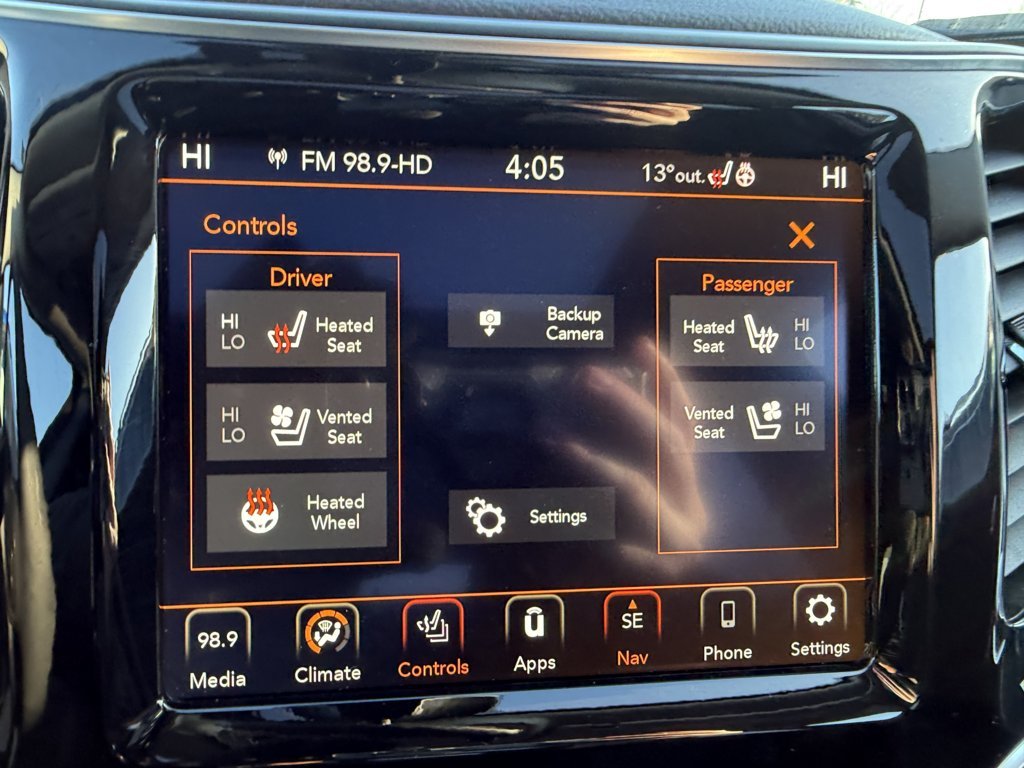 HI FM 98.9-HD 4:05 13°out. HI
Controls
Driver
HI
LO
Heated
Seat
HI
LO
Vented
Seat
Heated
Wheel
Backup
Camera
Settings
Passenger
Heated
Seat
HI
LO
Vented
Seat
HI
LO
98.9
Media
Climate
Controls
u
Apps
SE
Nav
Phone
Settings